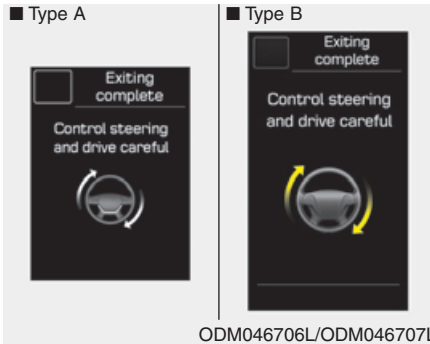 ■ Type A
Exiting
complete
Control steering
and drive careful
■ Type B
Exiting
complete
Control steering
and drive careful
ODM046706L/ODM046707L